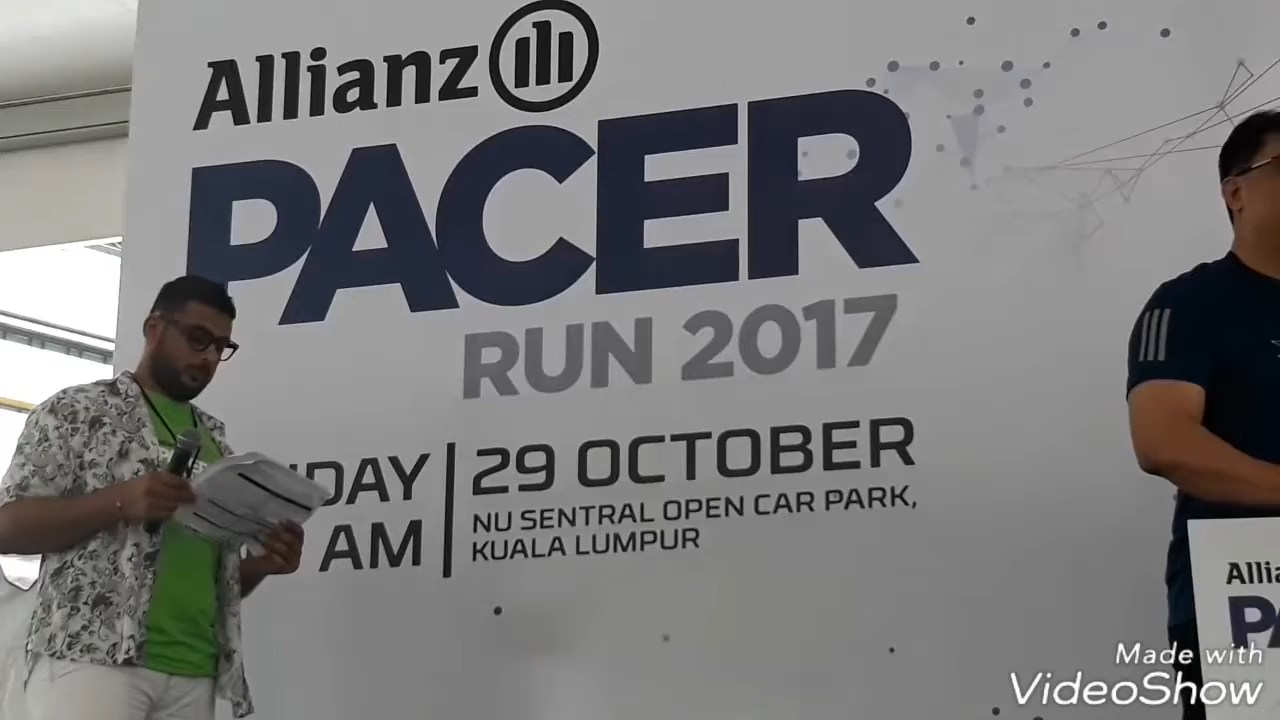 Allianz
PACER
RUN 2017
DAY
29 OCTOBER
AM
NU SENTRAL OPEN CAR PARK,
KUALA LUMPUR
Made with
VideoShow